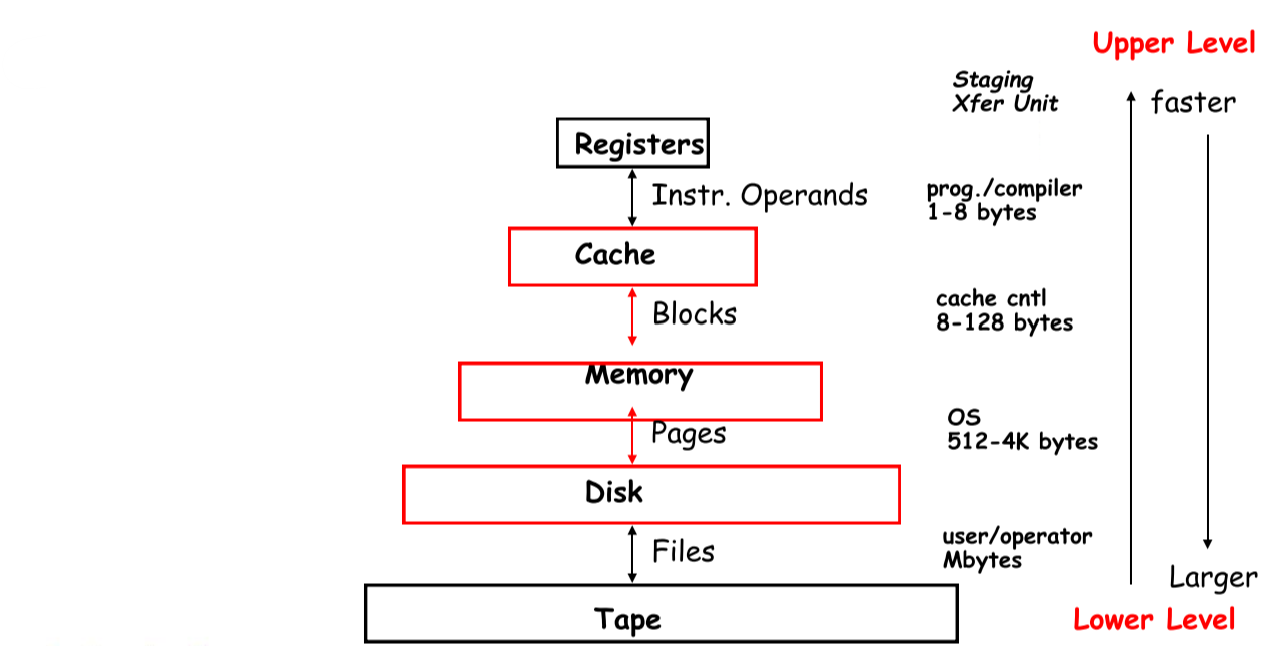 Upper Level
Staging
Xfer Unit
faster
Registers
Instr. Operands
prog./compiler
1-8 bytes
Cache
cache cntl
Blocks
8-128 bytes
Memory
OS
Pages
512-4K bytes
Disk
user/operator
Files
Mbytes
Larger
Tape
Lower Level